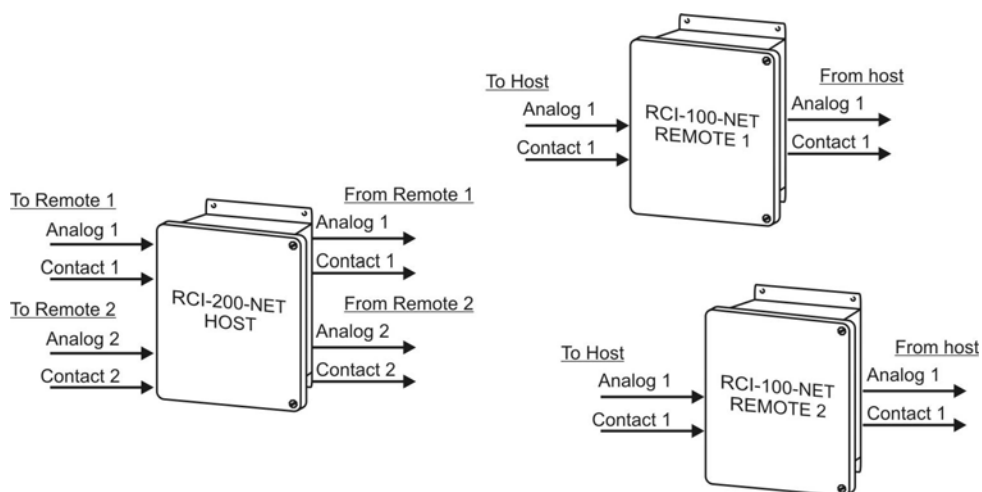 To Host
Analog 1
Contact 1
RCI-100-NET
REMOTE 1
From host
Analog 1
Contact 1
To Remote 1
Analog 1
Contact 1
To Remote 2
Analog 2
Contact 2
RCI-200-NET
HOST
From Remote 1
Analog 1
Contact 1
From Remote 2
Analog 2
Contact 2
To Host
Analog 1
Contact 1
RCI-100-NET
REMOTE 2
From host
Analog 1
Contact 1